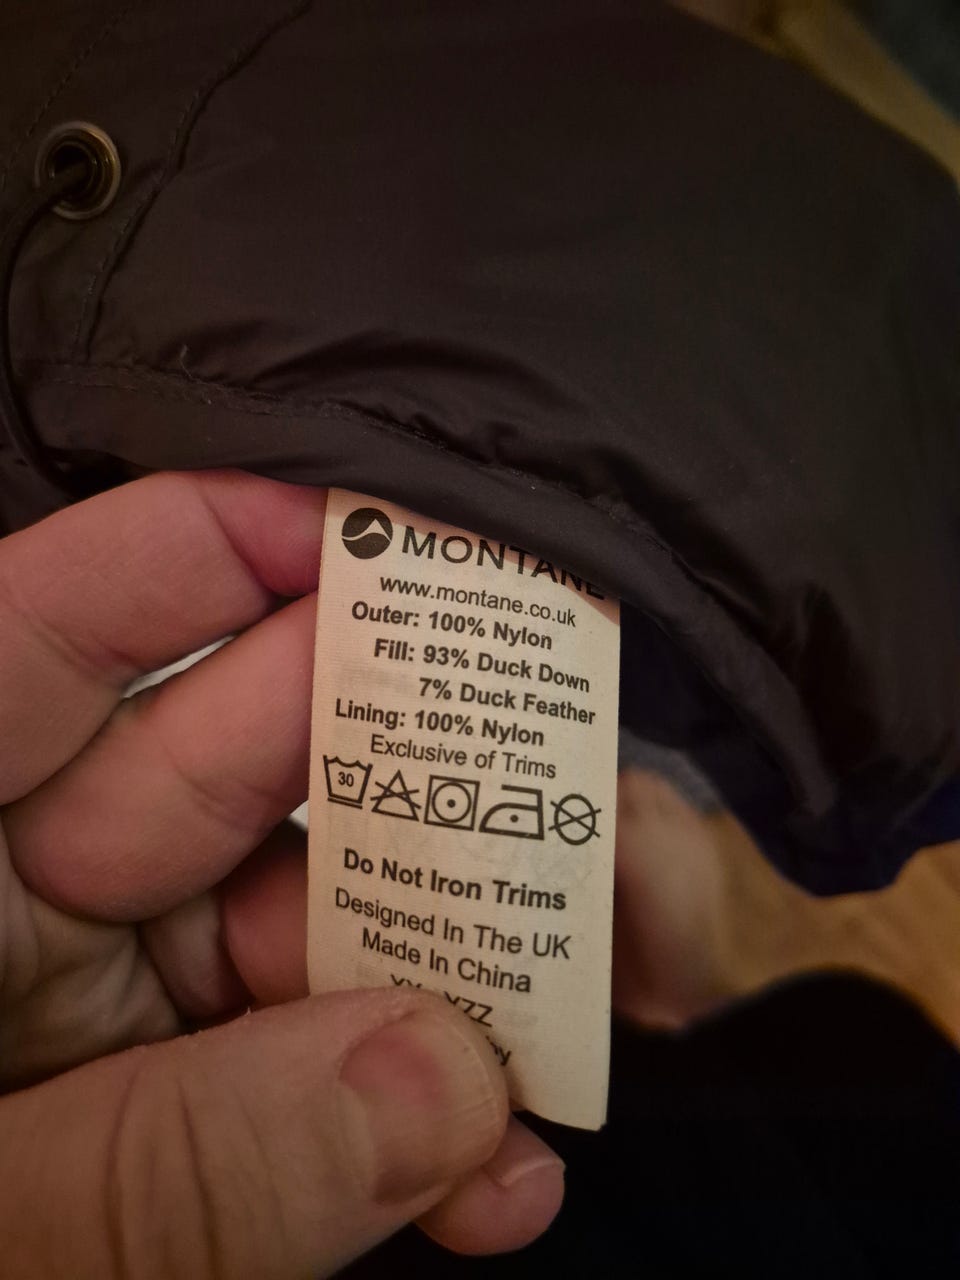 MONTANE
www.montane.co.uk
Outer: 100% Nylon
Fill: 93% Duck Down
7% Duck Feather
Lining: 100% Nylon
Exclusive of Trims
30
Do Not Iron Trims
Designed In The UK
Made In China